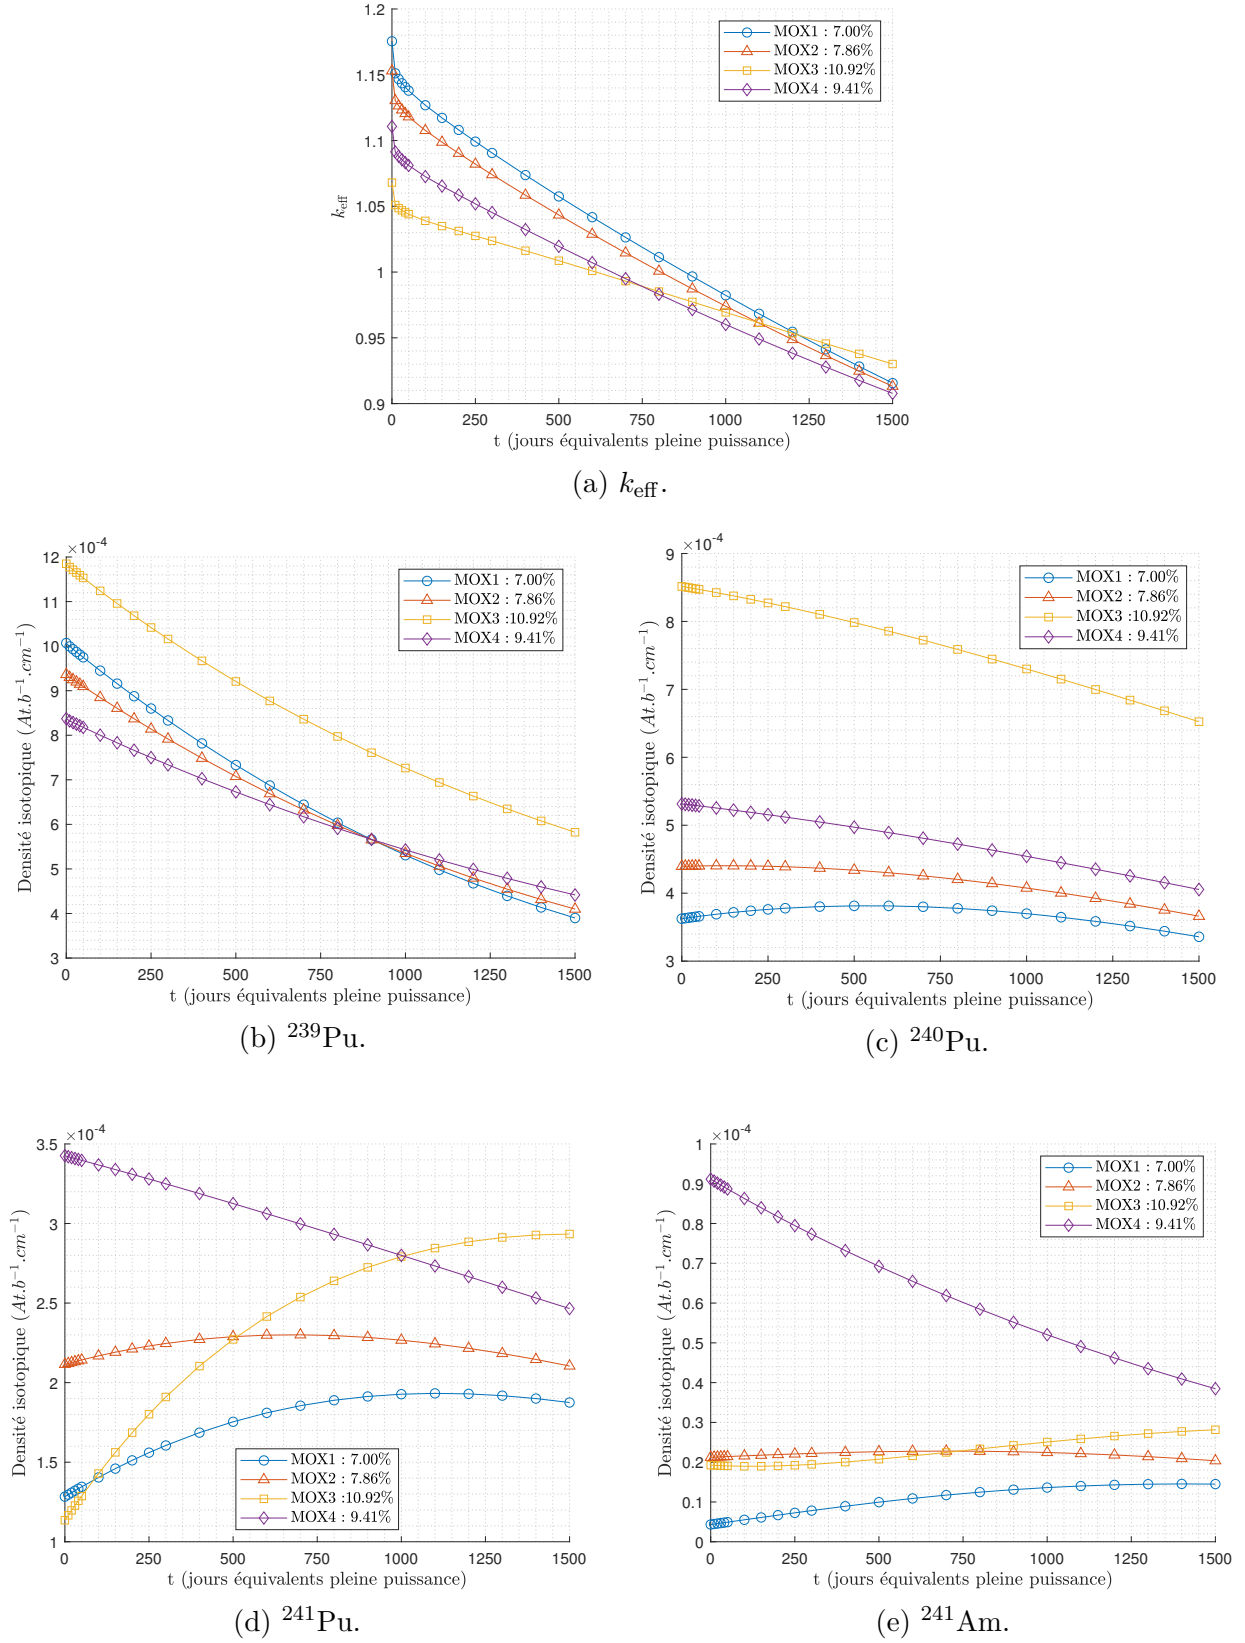 1.2
1.15
1.1
1.05
1
0.95
0.9
k_eff
MOX1 : 7.00%
MOX2 : 7.86%
MOX3 :10.92%
MOX4 : 9.41%
0 250 500 750 1000 1250 1500
t (jours équivalents pleine puissance)
(a) k_eff.
×10⁻⁴
12
11
10
9
8
7
6
5
4
3
Densité isotopique (At.b⁻¹.cm⁻¹)
MOX1 : 7.00%
MOX2 : 7.86%
MOX3 :10.92%
MOX4 : 9.41%
0 250 500 750 1000 1250 1500
t (jours équivalents pleine puissance)
(b) ²³⁹Pu.
×10⁻⁴
9
8
7
6
5
4
3
Densité isotopique (At.b⁻¹.cm⁻¹)
MOX1 : 7.00%
MOX2 : 7.86%
MOX3 :10.92%
MOX4 : 9.41%
0 250 500 750 1000 1250 1500
t (jours équivalents pleine puissance)
(c) ²⁴⁰Pu.
×10⁻⁴
3.5
3
2.5
2
1.5
1
Densité isotopique (At.b⁻¹.cm⁻¹)
MOX1 : 7.00%
MOX2 : 7.86%
MOX3 :10.92%
MOX4 : 9.41%
0 250 500 750 1000 1250 1500
t (jours équivalents pleine puissance)
(d) ²⁴¹Pu.
×10⁻⁴
1
0.9
0.8
0.7
0.6
0.5
0.4
0.3
0.2
0.1
0
Densité isotopique (At.b⁻¹.cm⁻¹)
MOX1 : 7.00%
MOX2 : 7.86%
MOX3 :10.92%
MOX4 : 9.41%
0 250 500 750 1000 1250 1500
t (jours équivalents pleine puissance)
(e) ²⁴¹Am.